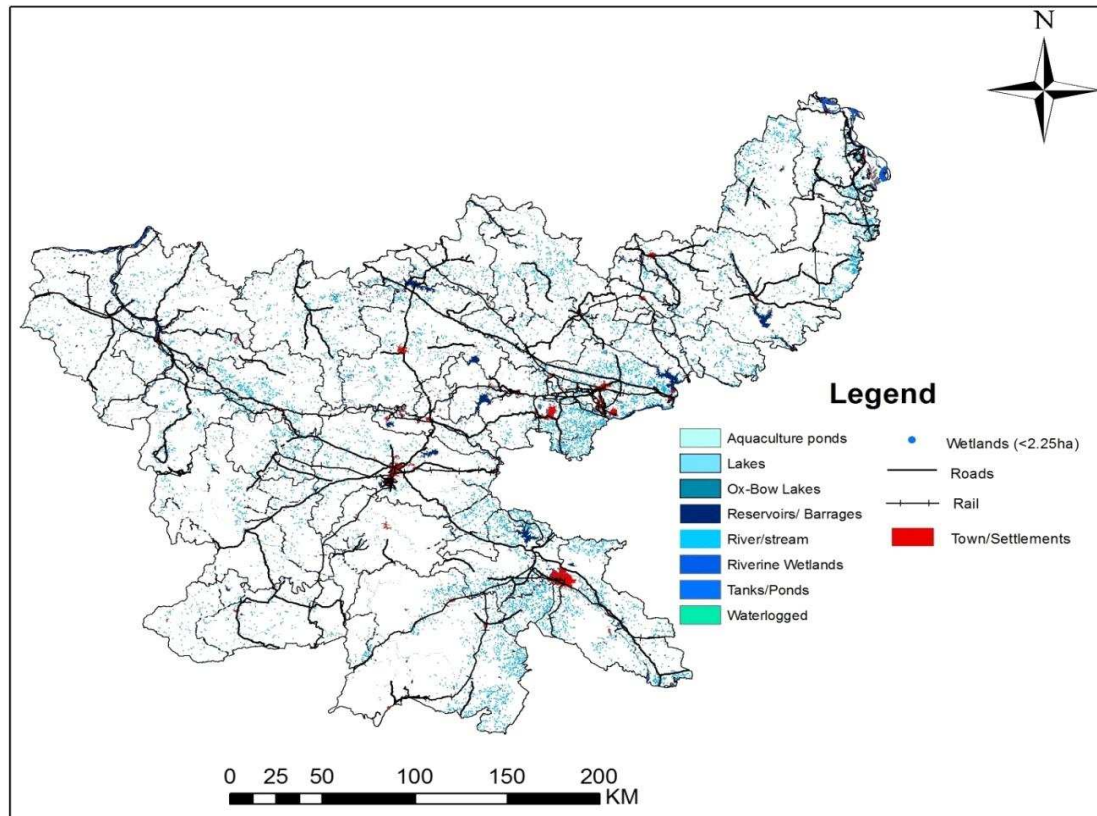 N
Legend
Aquaculture ponds
Lakes
Ox-Bow Lakes
Reservoirs/ Barrages
River/stream
Riverine Wetlands
Tanks/Ponds
Waterlogged
Wetlands (<2.25ha)
Roads
Rail
Town/Settlements
0 25 50 100 150 200
KM